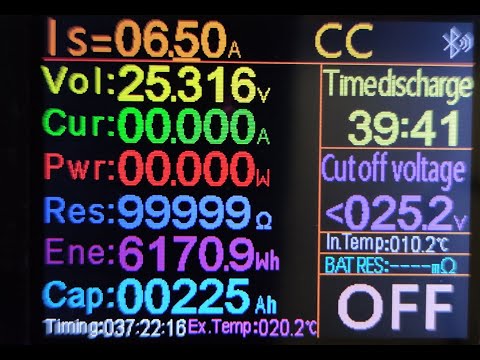 Is=06.50A CC
Vol:25.316V
Cur:00.000A
Pwr:00.000W
Res:99999Ω
Ene:6170.9Wh
Cap:00225Ah
Timing:037:22:16 Ex.Temp:020.2℃
Timedischarge
39:41
Cut off voltage
<025.2V
In.Temp:010.2℃
BAT RES:----mΩ
OFF